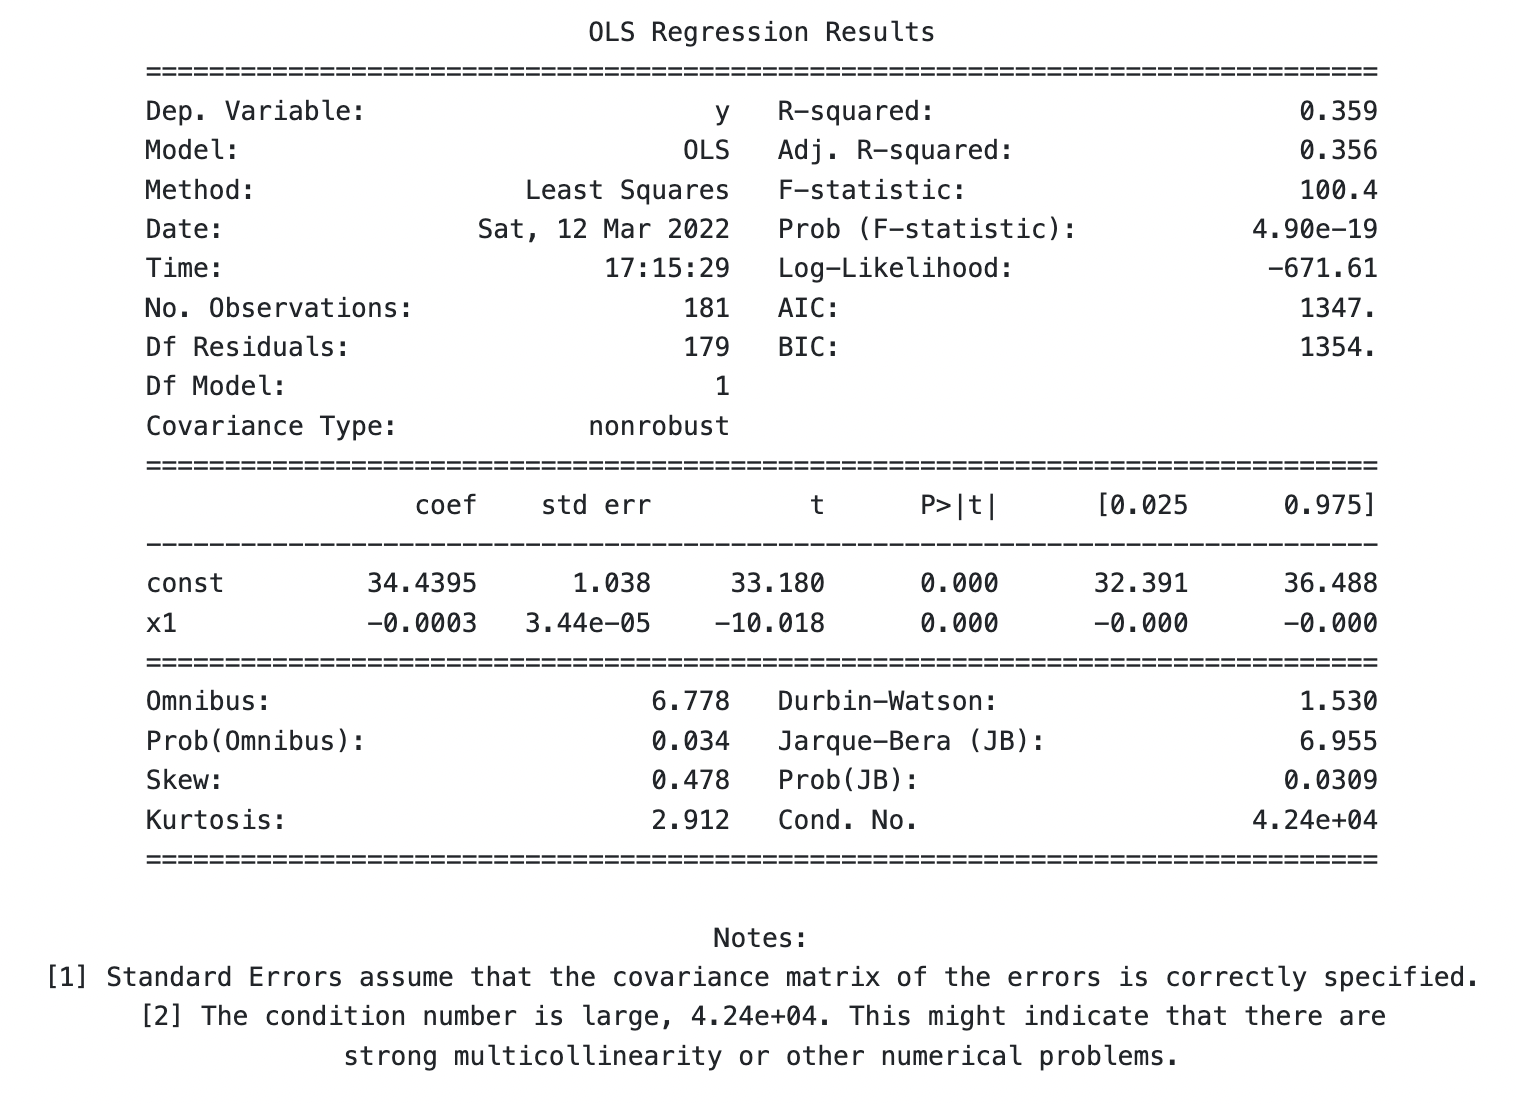 OLS Regression Results
==============================================================================
Dep. Variable:                      y   R-squared:                       0.359
Model:                            OLS   Adj. R-squared:                  0.356
Method:                 Least Squares   F-statistic:                     100.4
Date:                Sat, 12 Mar 2022   Prob (F-statistic):           4.90e-19
Time:                        17:15:29   Log-Likelihood:                -671.61
No. Observations:                 181   AIC:                             1347.
Df Residuals:                     179   BIC:                             1354.
Df Model:                           1
Covariance Type:            nonrobust
==============================================================================
                 coef    std err          t      P>|t|      [0.025      0.975]
------------------------------------------------------------------------------
const         34.4395      1.038     33.180      0.000      32.391      36.488
x1            -0.0003   3.44e-05    -10.018      0.000      -0.000      -0.000
==============================================================================
Omnibus:                        6.778   Durbin-Watson:                   1.530
Prob(Omnibus):                  0.034   Jarque-Bera (JB):                6.955
Skew:                           0.478   Prob(JB):                       0.0309
Kurtosis:                       2.912   Cond. No.                     4.24e+04
==============================================================================
Notes:
[1] Standard Errors assume that the covariance matrix of the errors is correctly specified.
[2] The condition number is large, 4.24e+04. This might indicate that there are
strong multicollinearity or other numerical problems.